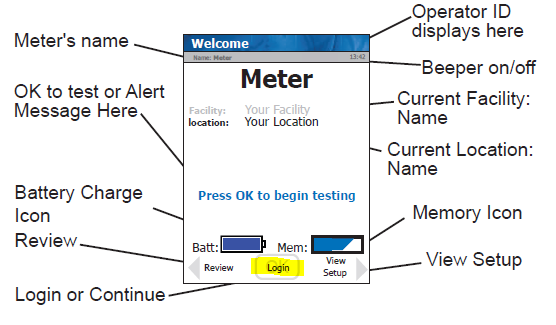 Operator ID
displays here
Meter's name
Welcome
Name: Meter
13:42
Beeper on/off
Meter
OK to test or Alert
Message Here
Facility: Your Facility
location: Your Location
Current Facility:
Name
Current Location:
Name
Press OK to begin testing
Battery Charge
Icon
Memory Icon
Batt:
Mem:
Review
Review
Login
View
Setup
View Setup
Login or Continue